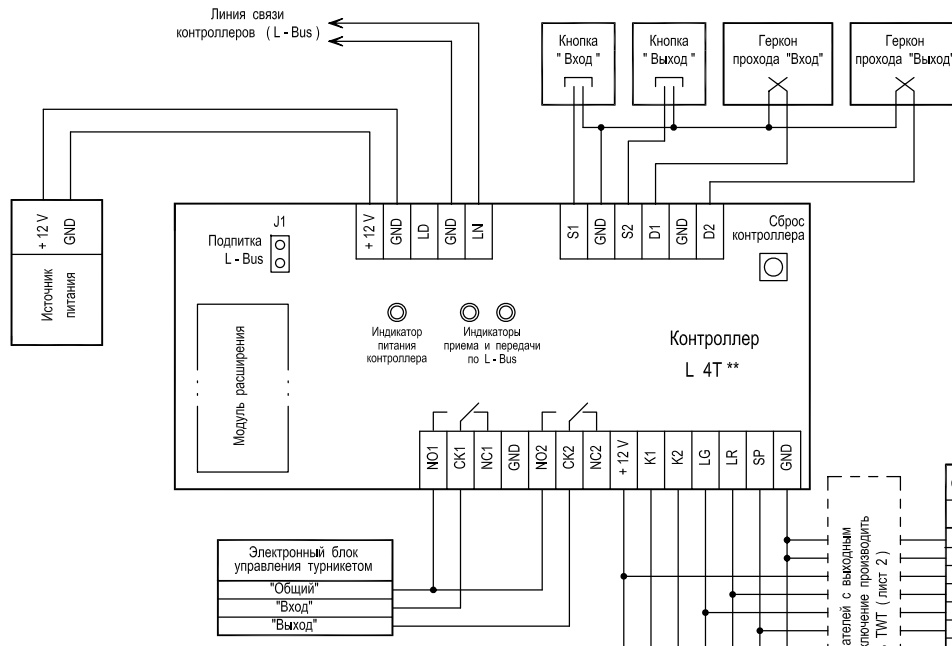 Линия связи
контроллеров ( L - Bus )
Кнопка
" Вход "
Кнопка
" Выход "
Геркон
прохода "Вход"
Геркон
прохода "Выход"
+ 12 V
GND
Источник
питания
J1
Подпитка
L - Bus
+ 12 V
GND
LD
GND
LN
S1
GND
S2
D1
GND
D2
Сброс
контроллера
Модуль расширения
Индикатор
питания
контроллера
Индикаторы
приема и передачи
по L - Bus
Контроллер
L 4T **
NO1
CK1
NC1
GND
NO2
CK2
NC2
+ 12 V
K1
K2
LG
LR
SP
GND
Электронный блок
управления турникетом
"Общий"
"Вход"
"Выход"
с выходным
производить
TWT ( лист 2 )